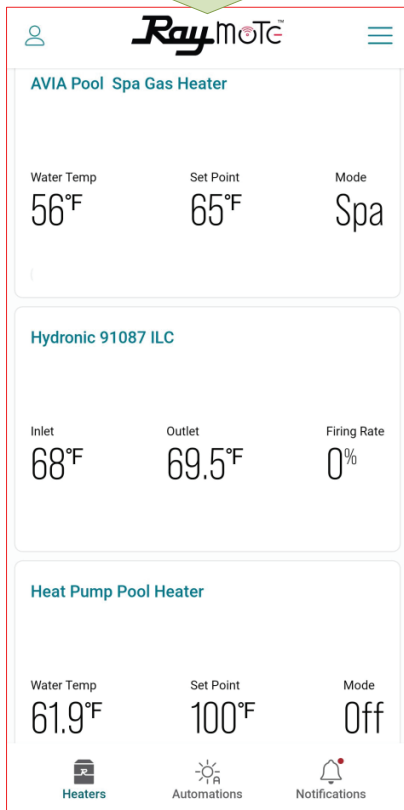 Raymote™
AVIA Pool  Spa Gas Heater
Water Temp Set Point Mode
56°F 65°F Spa
Hydronic 91087 ILC
Inlet Outlet Firing Rate
68°F 69.5°F 0%
Heat Pump Pool Heater
Water Temp Set Point Mode
61.9°F 100°F Off
Heaters Automations Notifications